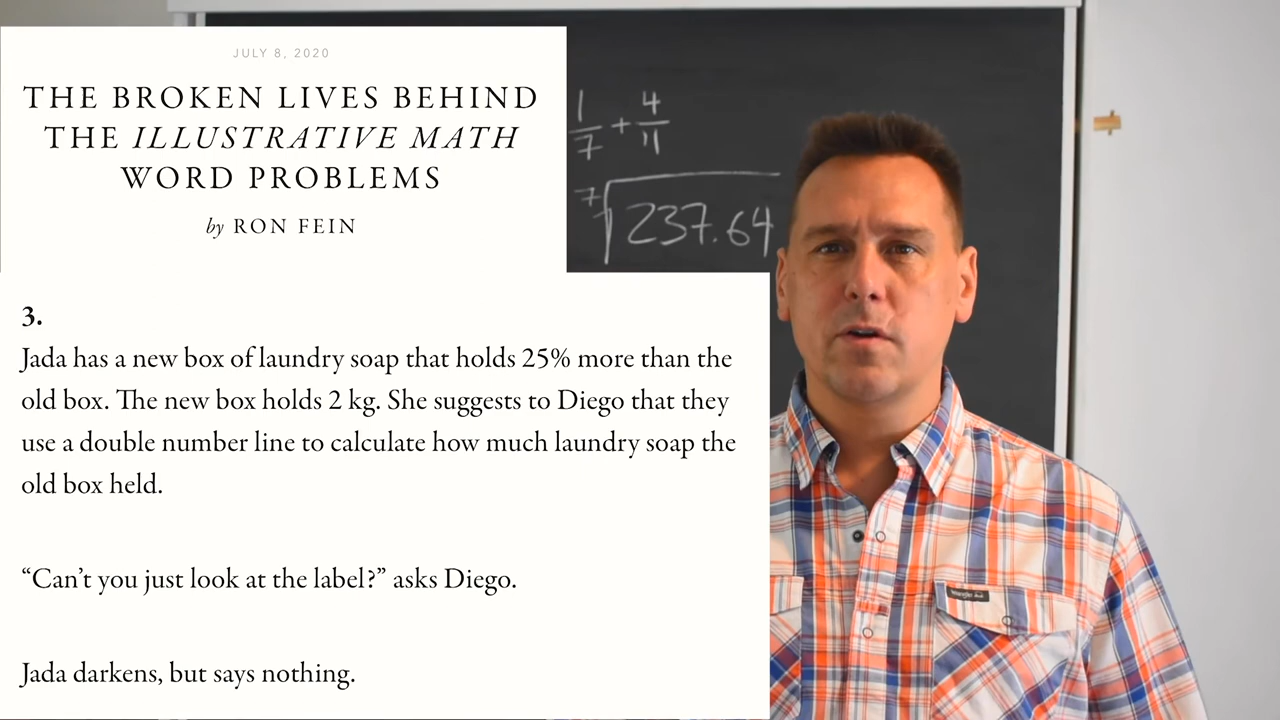 JULY 8, 2020
THE BROKEN LIVES BEHIND
THE ILLUSTRATIVE MATH
WORD PROBLEMS
by RON FEIN
3.
Jada has a new box of laundry soap that holds 25% more than the
old box. The new box holds 2 kg. She suggests to Diego that they
use a double number line to calculate how much laundry soap the
old box held.
“Can’t you just look at the label?” asks Diego.
Jada darkens, but says nothing.
1/7 + 4/11
7√237.64
Wrangler